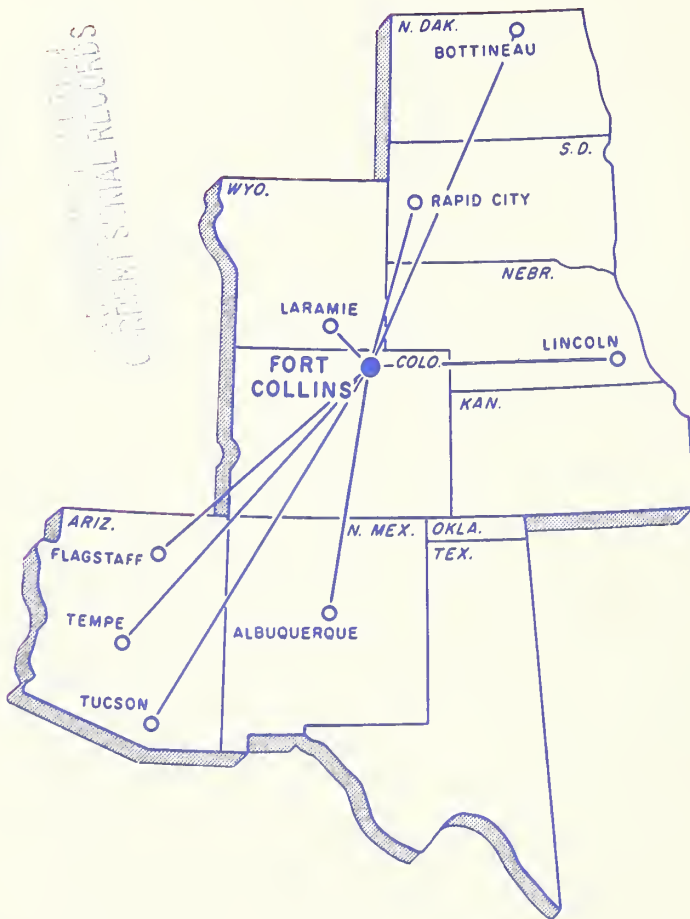 N. DAK.
BOTTINEAU
S.D.
WYO.
RAPID CITY
NEBR.
LARAMIE
LINCOLN
FORT
COLLINS
COLO.
KAN.
ARIZ.
N. MEX.
OKLA.
FLAGSTAFF
TEX.
TEMPE
ALBUQUERQUE
TUCSON
RECORDS